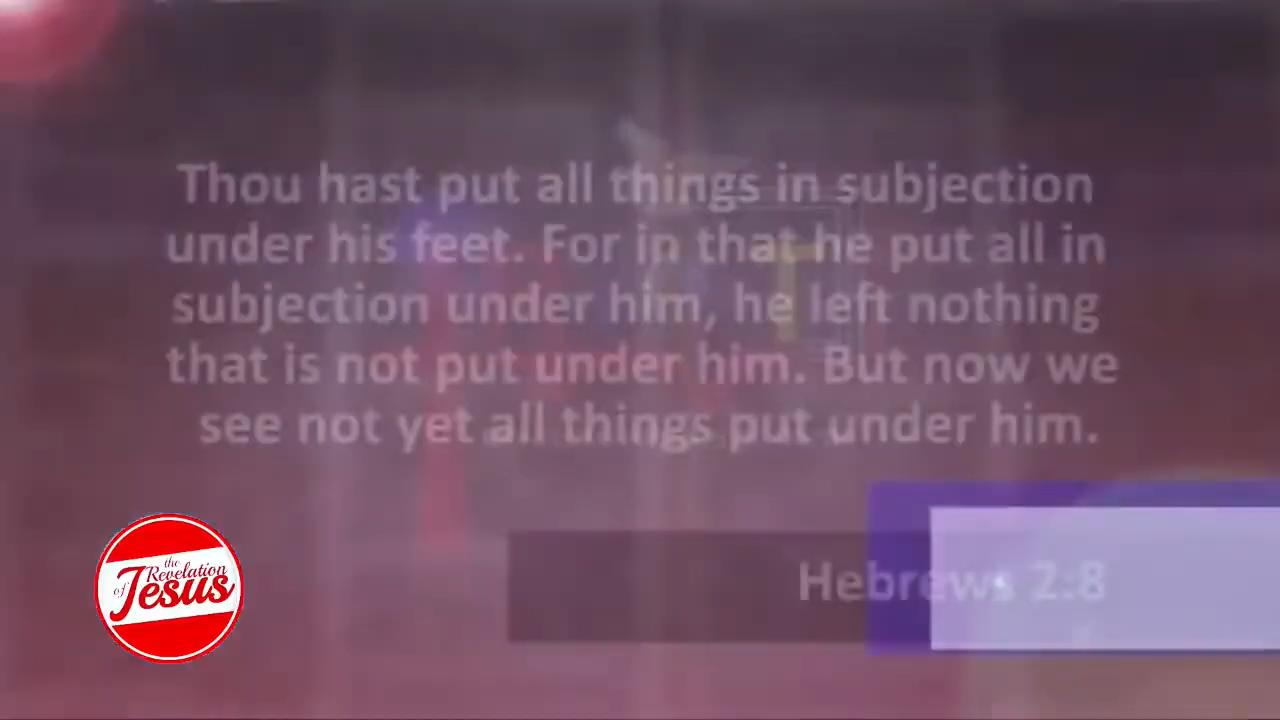 Thou hast put all things in subjection
under his feet. For in that he put all in
subjection under him, he left nothing
that is not put under him. But now we
see not yet all things put under him.
Hebrews 2:8
the
Revelation
of Jesus